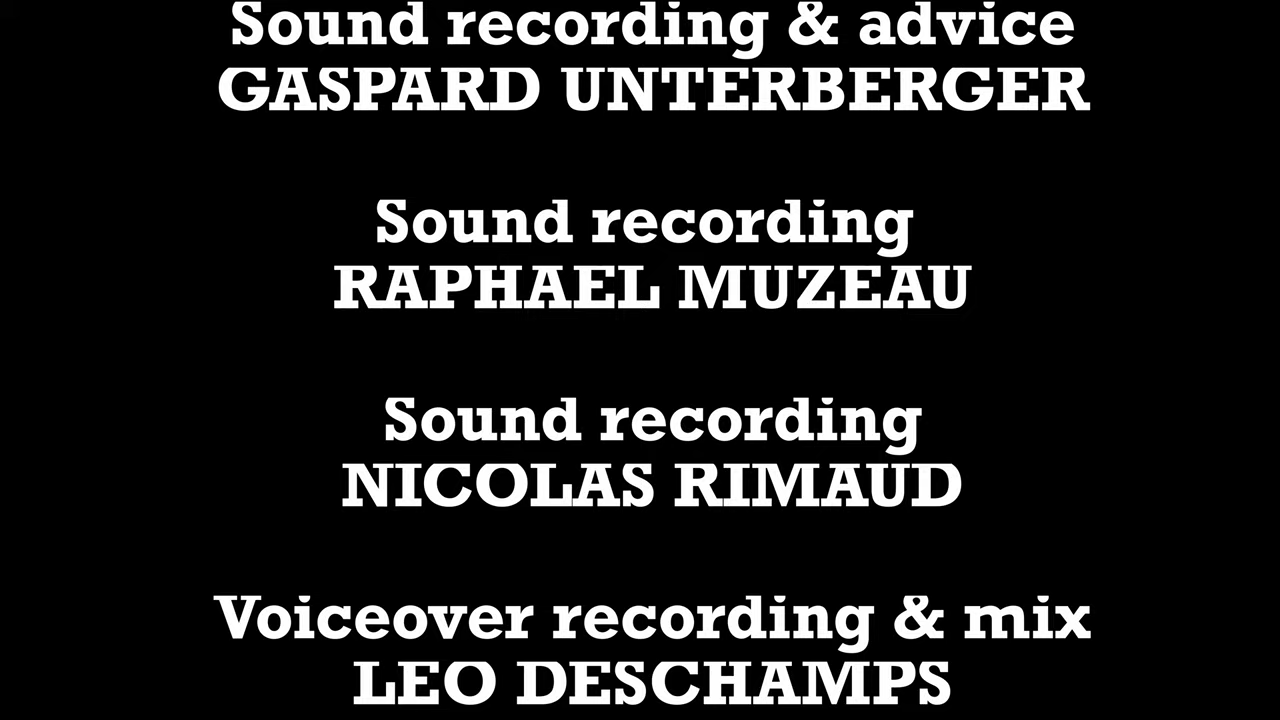 Sound recording & advice
GASPARD UNTERBERGER
Sound recording
RAPHAEL MUZEAU
Sound recording
NICOLAS RIMAUD
Voiceover recording & mix
LEO DESCHAMPS